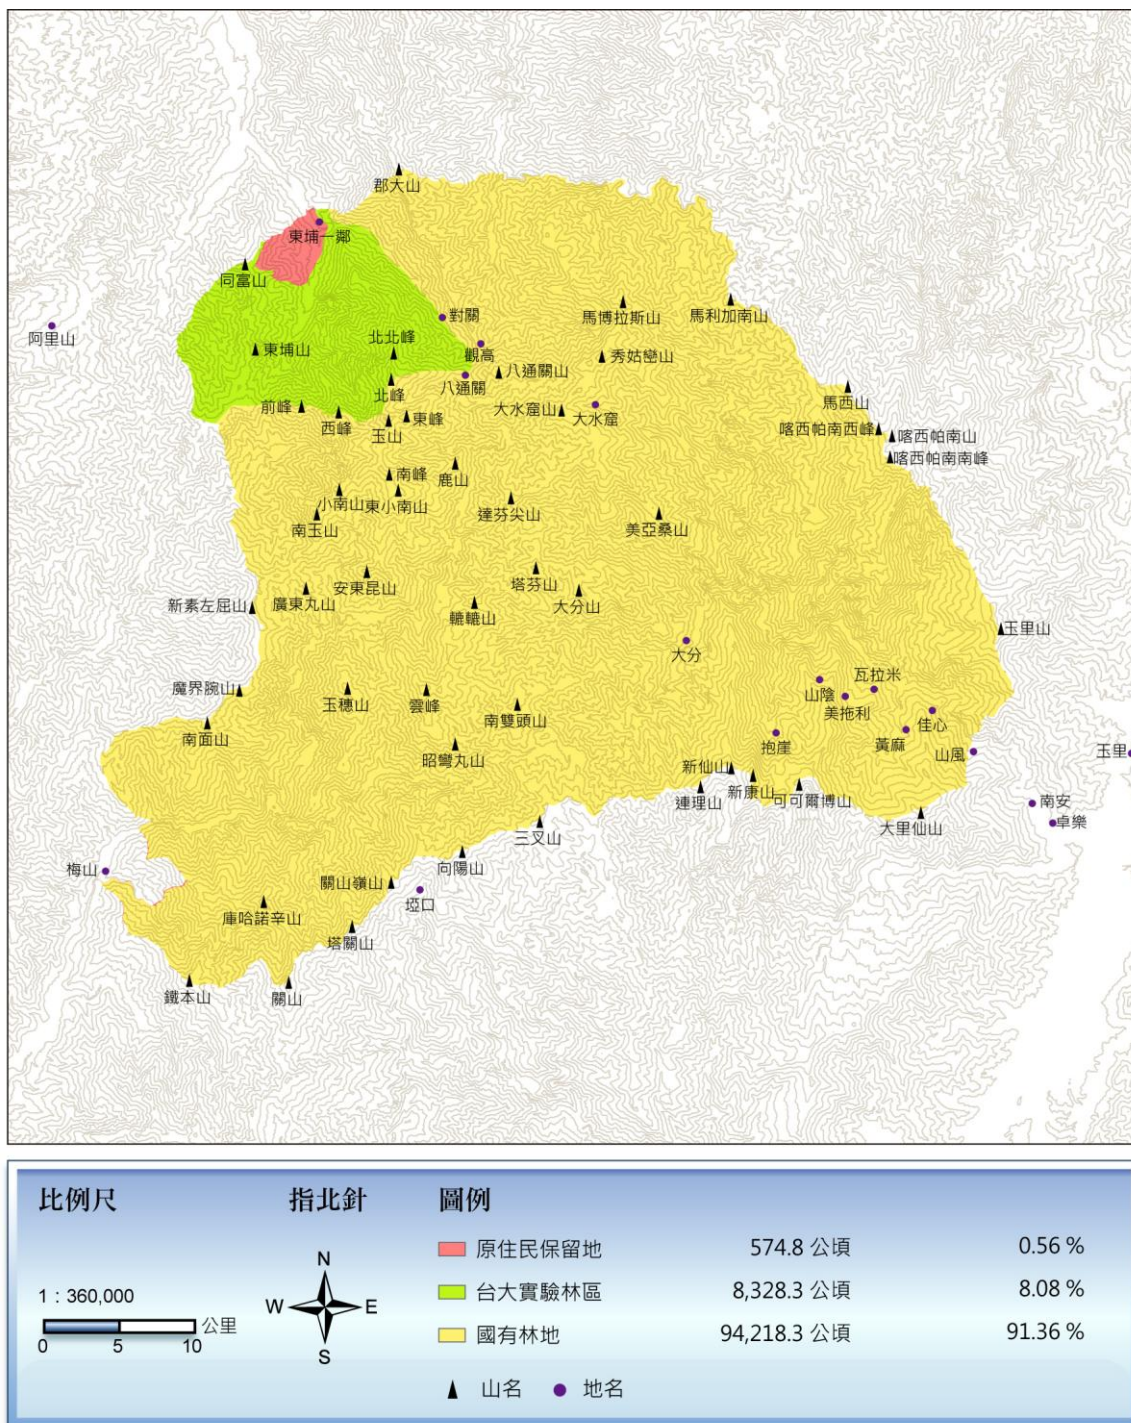 郡大山
東埔一鄰
同富山
馬博拉斯山
馬利加南山
對關
阿里山
觀高
北北峰
東埔山
秀姑巒山
八通關山
北峰
八通關
馬西山
前峰
西峰
玉山
東峰
大水窟山
大水窟
喀西帕南西峰
喀西帕南山
喀西帕南南峰
南峰
鹿山
小南山
東小南山
達芬尖山
南玉山
美亞桑山
安東昆山
塔芬山
大分山
新素左屈山
廣東丸山
轆轆山
玉里山
大分
瓦拉米
魔界腕山
玉穗山
雲峰
山陰
美拖利
南雙頭山
佳心
南面山
黃麻
抱崖
昭彎丸山
山風
玉里
新仙山
新康山
連理山
可可爾博山
南安
大里仙山
卓樂
三叉山
向陽山
梅山
關山嶺山
埡口
庫哈諾辛山
塔關山
鐵本山
關山
比例尺
1：360,000
公里
0 5 10
指北針
N
W E
S
圖例
原住民保留地 574.8 公頃 0.56 %
台大實驗林區 8,328.3 公頃 8.08 %
國有林地 94,218.3 公頃 91.36 %
山名 地名